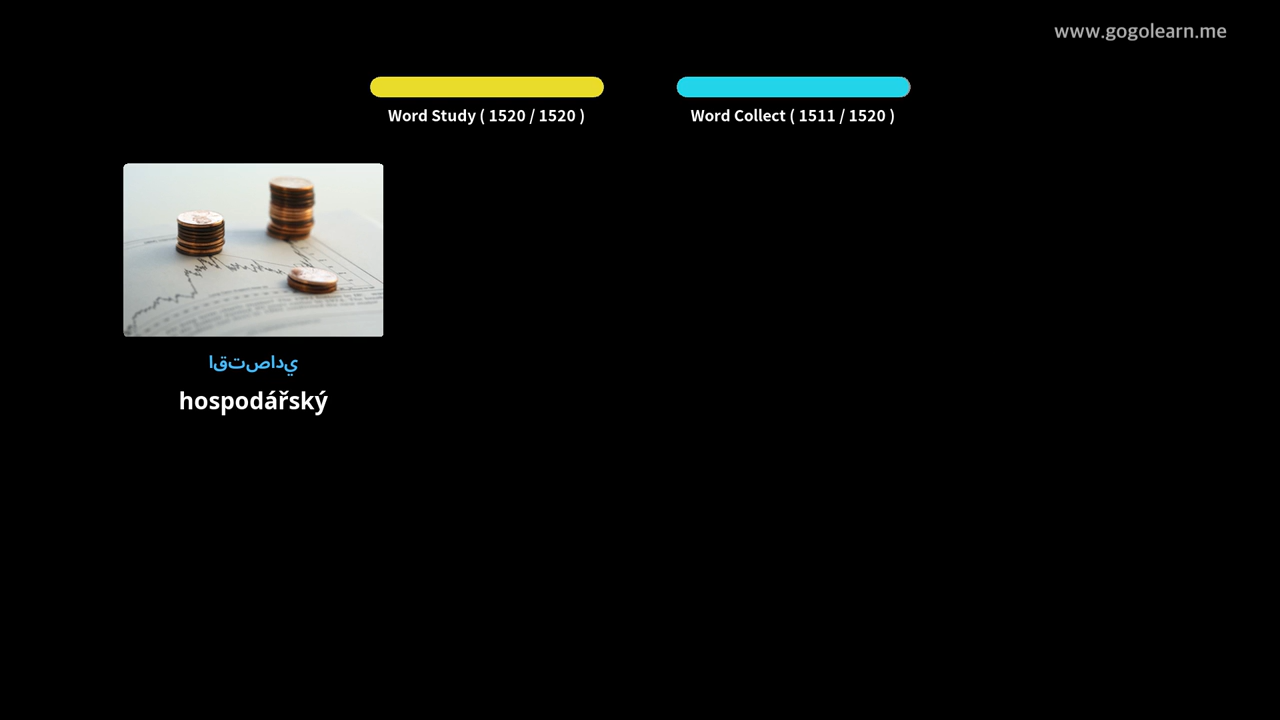 www.gogolearn.me
Word Study ( 1520 / 1520 )
Word Collect ( 1511 / 1520 )
اقتصادي
hospodářský